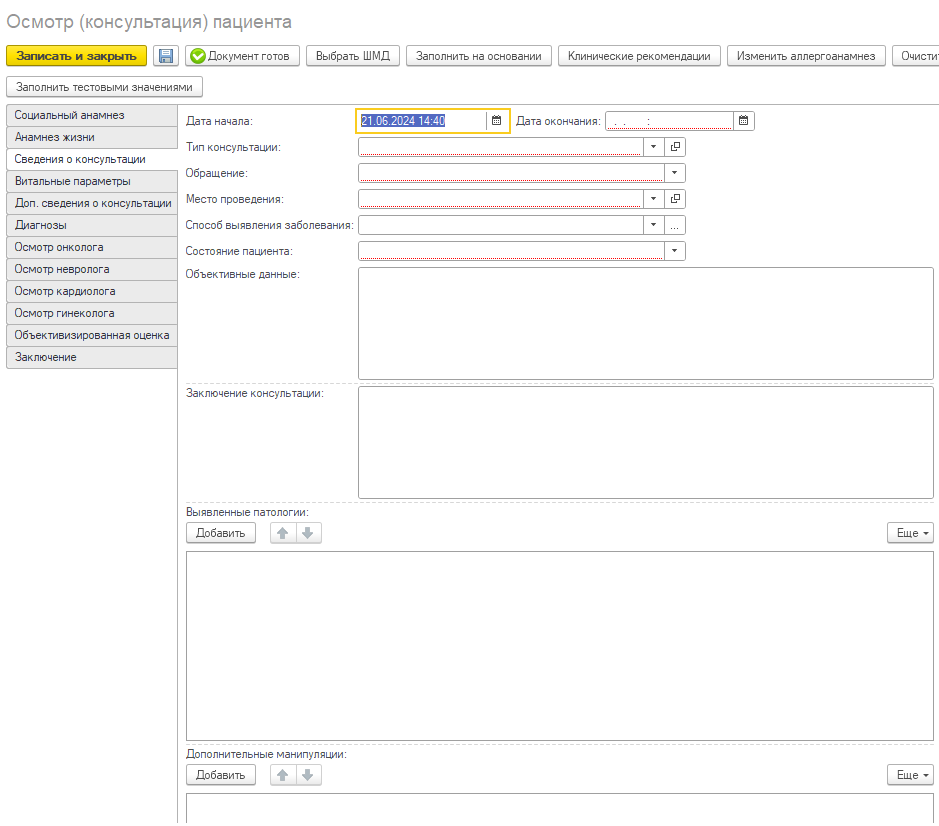 Осмотр (консультация) пациента
Записать и закрыть Документ готов Выбрать ШМД Заполнить на основании Клинические рекомендации Изменить аллергоанамнез
Заполнить тестовыми значениями
Социальный анамнез
Анамнез жизни
Сведения о консультации
Витальные параметры
Доп. сведения о консультации
Диагнозы
Осмотр онколога
Осмотр невролога
Осмотр кардиолога
Осмотр гинеколога
Объективизированная оценка
Заключение
Дата начала: 21.06.2024 14:40 Дата окончания: . . :
Тип консультации:
Обращение:
Место проведения:
Способ выявления заболевания: ...
Состояние пациента:
Объективные данные:
Заключение консультации:
Выявленные патологии:
Добавить Еще
Дополнительные манипуляции:
Добавить Еще